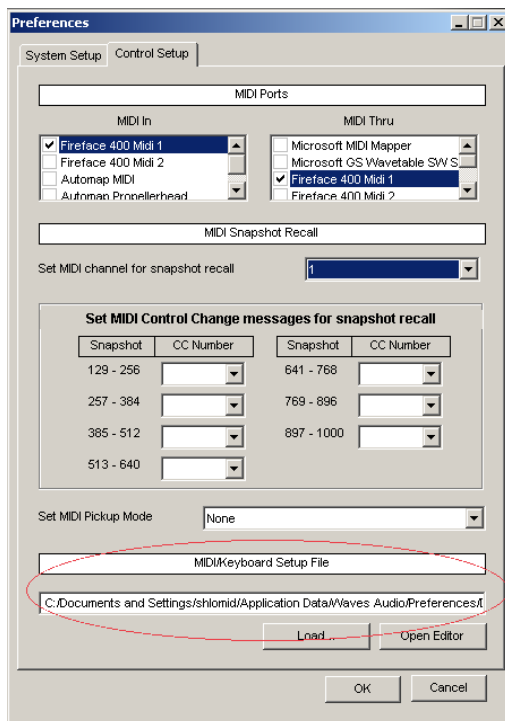 Preferences
System Setup Control Setup
MIDI Ports
MIDI In MIDI Thru
Fireface 400 Midi 1 Microsoft MIDI Mapper
Fireface 400 Midi 2 Microsoft GS Wavetable SW S
Automap MIDI Fireface 400 Midi 1
Automap Propellerhead Fireface 400 Midi 2
MIDI Snapshot Recall
Set MIDI channel for snapshot recall 1
Set MIDI Control Change messages for snapshot recall
Snapshot CC Number Snapshot CC Number
129 - 256 641 - 768
257 - 384 769 - 896
385 - 512 897 - 1000
513 - 640
Set MIDI Pickup Mode None
MIDI/Keyboard Setup File
C:/Documents and Settings/shlomid/Application Data/Waves Audio/Preferences/
Load... Open Editor
OK Cancel